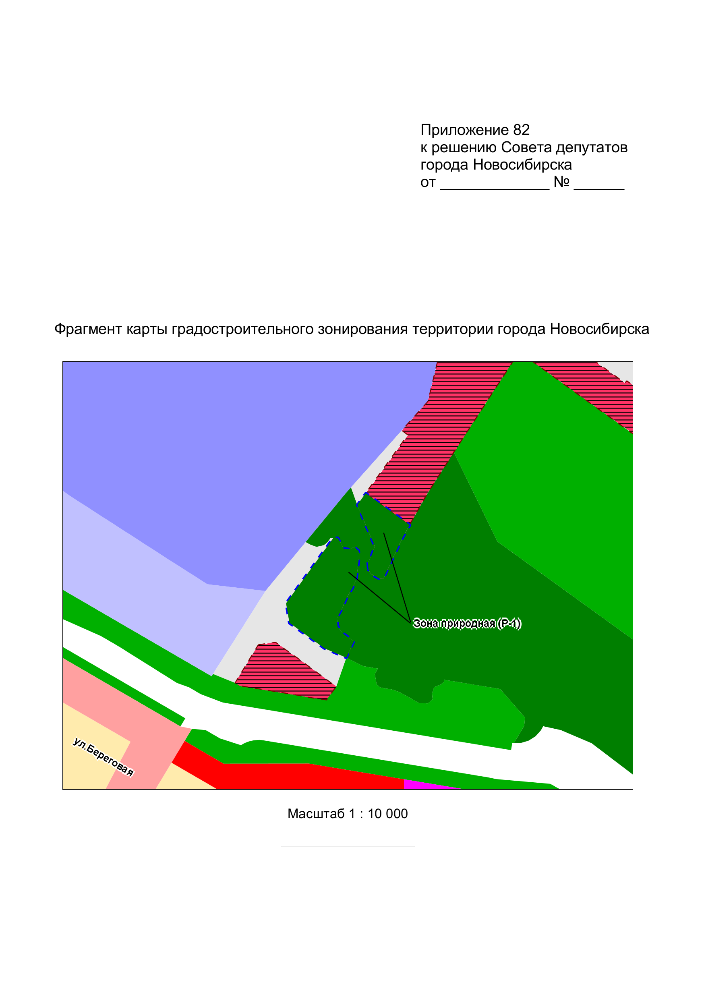 Приложение 82
к решению Совета депутатов
города Новосибирска
от _____________ № ______
Фрагмент карты градостроительного зонирования территории города Новосибирска
Зона природная (Р-1)
ул.Береговая
Масштаб 1 : 10 000